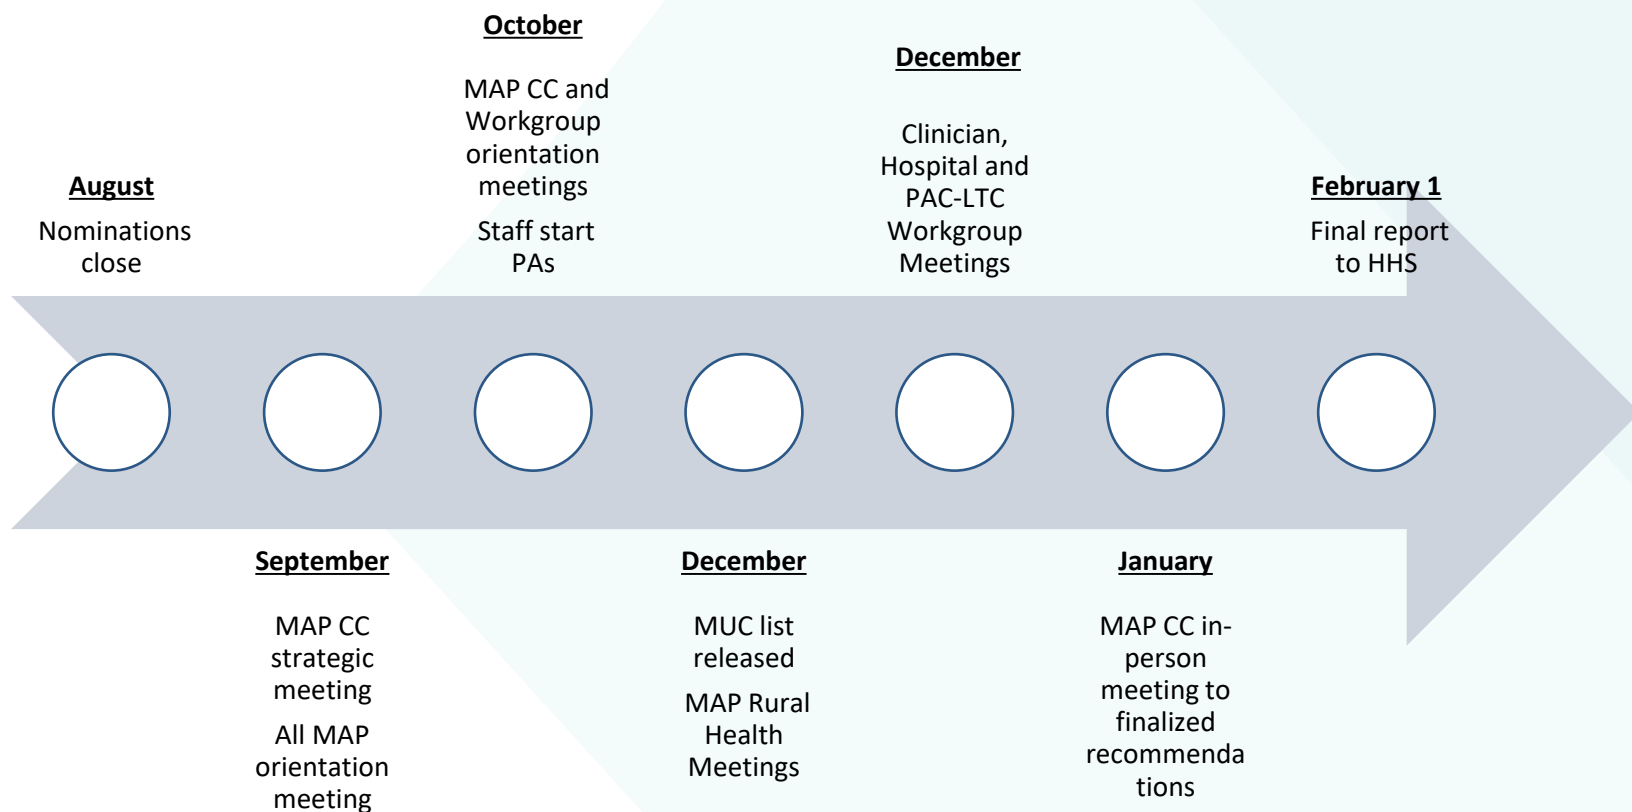 August
Nominations
close
September
MAP CC
strategic
meeting
All MAP
orientation
meeting
October
MAP CC and
Workgroup
orientation
meetings
Staff start
PAs
December
MUC list
released
MAP Rural
Health
Meetings
December
Clinician,
Hospital and
PAC-LTC
Workgroup
Meetings
January
MAP CC in-
person
meeting to
finalized
recommenda
tions
February 1
Final report
to HHS